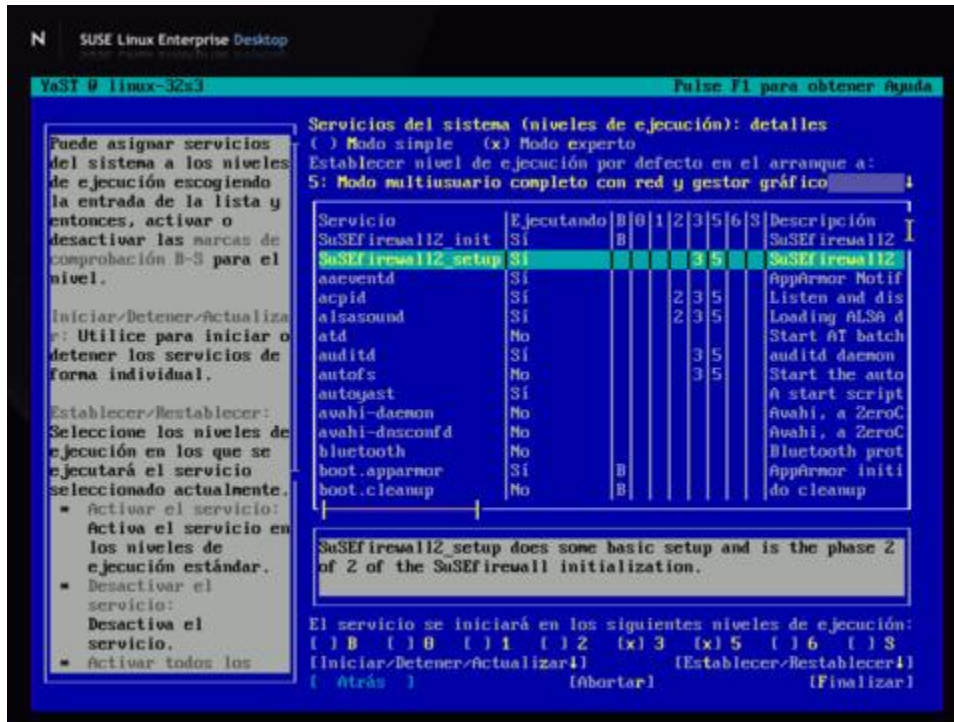 N SUSE Linux Enterprise Desktop
YaST @ linux-32s3 Pulse F1 para obtener Ayuda
Puede asignar servicios
del sistema a los niveles
de ejecución escogiendo
la entrada de la lista y
entonces, activar o
desactivar las marcas de
comprobación B-S para el
nivel.
Iniciar/Detener/Actualiza
r: Utilice para iniciar o
detener los servicios de
forma individual.
Establecer/Restablecer:
Seleccione los niveles de
ejecución en los que se
ejecutará el servicio
seleccionado actualmente.
Activar el servicio:
Activa el servicio en
los niveles de
ejecución estándar.
Desactivar el
servicio:
Desactiva el
servicio.
Activar todos los
Servicios del sistema (niveles de ejecución): detalles
( ) Modo simple (x) Modo experto
Establecer nivel de ejecución por defecto en el arranque a:
5: Modo multiusuario completo con red y gestor gráfico
Servicio |Ejecutando|B|0|1|2|3|5|6|S|Descripción
SuSEfirewall2_init |Sí |B| | | | | | | |SuSEfirewall2
SuSEfirewall2_setup|Sí | | | | |3|5| | |SuSEfirewall2
aaeventd |Sí | | | | | | | | |AppArmor Notif
acpid |Sí | | | |2|3|5| | |Listen and dis
alsasound |Sí | | | |2|3|5| | |Loading ALSA d
atd |No | | | | | | | | |Start AT batch
auditd |Sí | | | | |3|5| | |auditd daemon
autofs |No | | | | |3|5| | |Start the auto
autoyast |Sí | | | | | | | | |A start script
avahi-daemon |No | | | | | | | | |Avahi, a ZeroC
avahi-dnsconfd |No | | | | | | | | |Avahi, a ZeroC
bluetooth |No | | | | | | | | |Bluetooth prot
boot.apparmor |Sí |B| | | | | | | |AppArmor initi
boot.cleanup |No |B| | | | | | | |do cleanup
SuSEfirewall2_setup does some basic setup and is the phase 2
of 2 of the SuSEfirewall initialization.
El servicio se iniciará en los siguientes niveles de ejecución:
[ ] B [ ] 0 [ ] 1 [ ] 2 [x] 3 [x] 5 [ ] 6 [ ] S
[Iniciar/Detener/Actualizar↓] [Establecer/Restablecer↓]
[ Atrás ] [Abortar] [Finalizar]